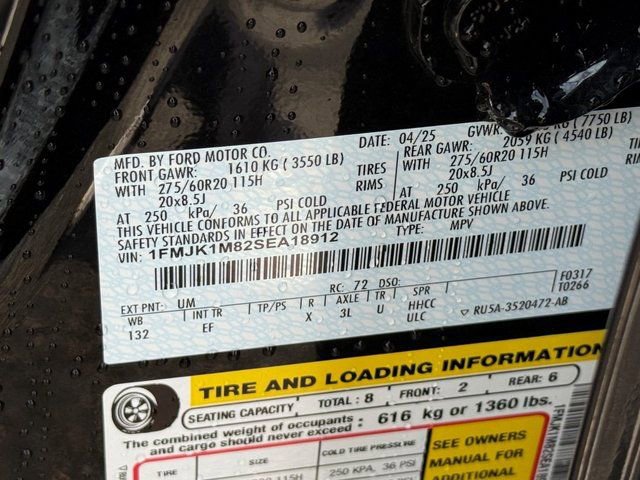 MFD. BY FORD MOTOR CO.
DATE: 04/25 GVWR: KG ( 7750 LB)
FRONT GAWR: 1610 KG ( 3550 LB)
REAR GAWR: 2059 KG ( 4540 LB)
WITH 275/60R20 115H TIRES 275/60R20 115H
20x8.5J RIMS 20x8.5J
AT 250 kPa/ 36 PSI COLD AT 250 kPa/ 36 PSI COLD
THIS VEHICLE CONFORMS TO ALL APPLICABLE FEDERAL MOTOR VEHICLE
SAFETY STANDARDS IN EFFECT ON THE DATE OF MANUFACTURE SHOWN ABOVE.
VIN: 1FMJK1M82SEA18912 TYPE: MPV
F0317
EXT PNT: UM RC: 72 DSO: T0266
WB INT TR TP/PS R AXLE TR SPR
132 EF X 3L U HHCC
ULC ▽ RU5A-3520472-AB
TIRE AND LOADING INFORMATION
SEATING CAPACITY TOTAL : 8 FRONT: 2 REAR: 6
The combined weight of occupants : 616 kg or 1360 lbs.
and cargo should never exceed
TIRE SIZE COLD TIRE PRESSURE
115H 250 KPA, 36 PSI
SEE OWNERS
MANUAL FOR
ADDITIONAL